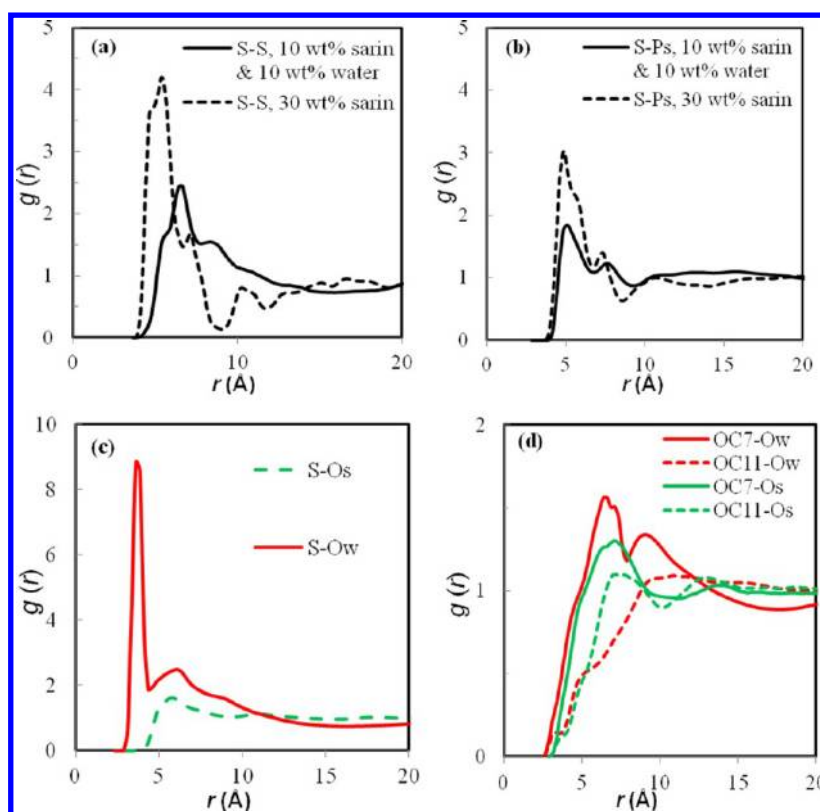 (a)
S-S, 10 wt% sarin
& 10 wt% water
S-S, 30 wt% sarin
g (r)
5
4
3
2
1
0
0 10 20
r (Å)
(b)
S-Ps, 10 wt% sarin
& 10 wt% water
S-Ps, 30 wt% sarin
5
4
3
2
1
0
0 5 10 15 20
r (Å)
(c)
S-Os
S-Ow
g (r)
10
8
6
4
2
0
0 5 10 15 20
r (Å)
(d)
OC7-Ow
OC11-Ow
OC7-Os
OC11-Os
g (r)
2
1
0
0 5 10 15 20
r (Å)